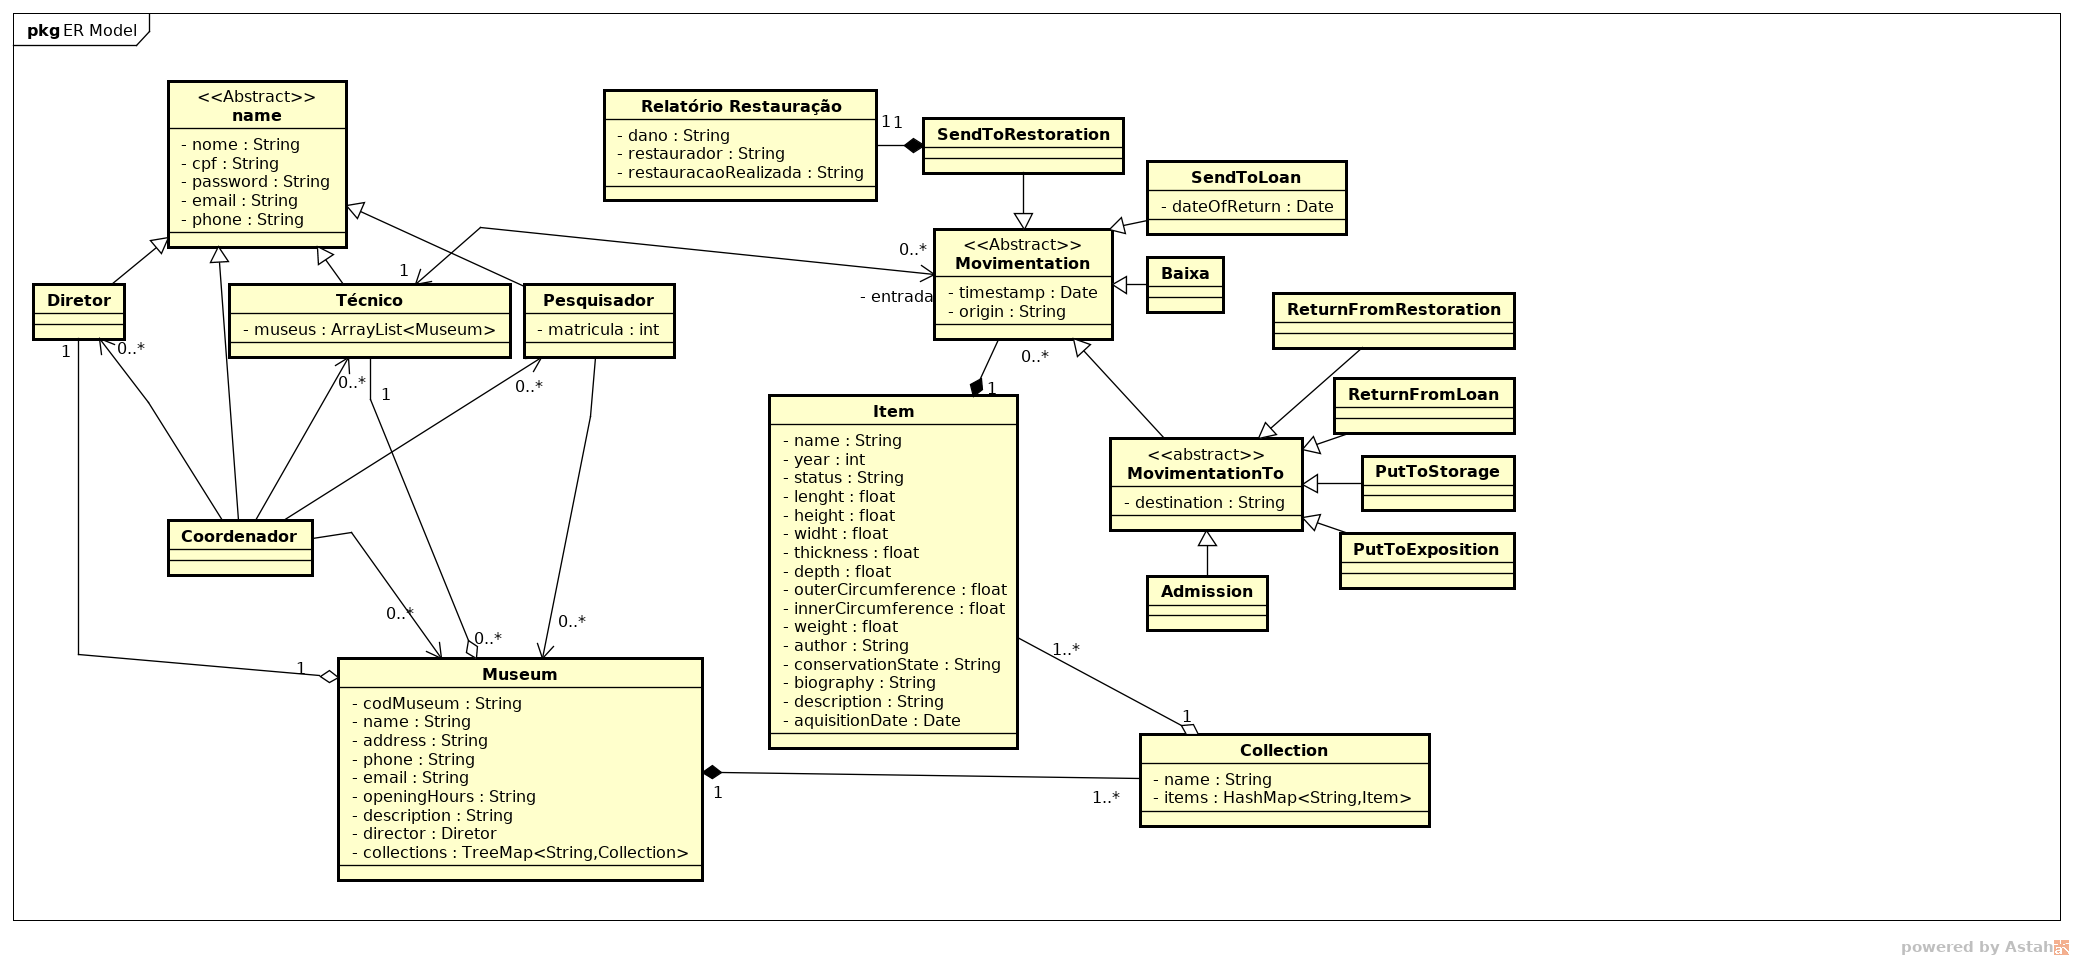 pkg ER Model
<<Abstract>>
name
- nome : String
- cpf : String
- password : String
- email : String
- phone : String
Relatório Restauração
- dano : String
- restaurador : String
- restauracaoRealizada : String
1
1
SendToRestoration
SendToLoan
- dateOfReturn : Date
<<Abstract>>
Movimentation
- timestamp : Date
- origin : String
0..*
- entrada
1
Baixa
Diretor
Técnico
- museus : ArrayList<Museum>
Pesquisador
- matricula : int
ReturnFromRestoration
1
0..*
0..*
1
0..*
0..*
1
ReturnFromLoan
Item
- name : String
- year : int
- status : String
- lenght : float
- height : float
- widht : float
- thickness : float
- depth : float
- outerCircumference : float
- innerCircumference : float
- weight : float
- author : String
- conservationState : String
- biography : String
- description : String
- aquisitionDate : Date
<<abstract>>
MovimentationTo
- destination : String
PutToStorage
PutToExposition
Admission
Coordenador
0..*
0..*
0..*
1
1..*
1
Museum
- codMuseum : String
- name : String
- address : String
- phone : String
- email : String
- openingHours : String
- description : String
- director : Diretor
- collections : TreeMap<String,Collection>
1
1..*
Collection
- name : String
- items : HashMap<String,Item>
powered by Astah